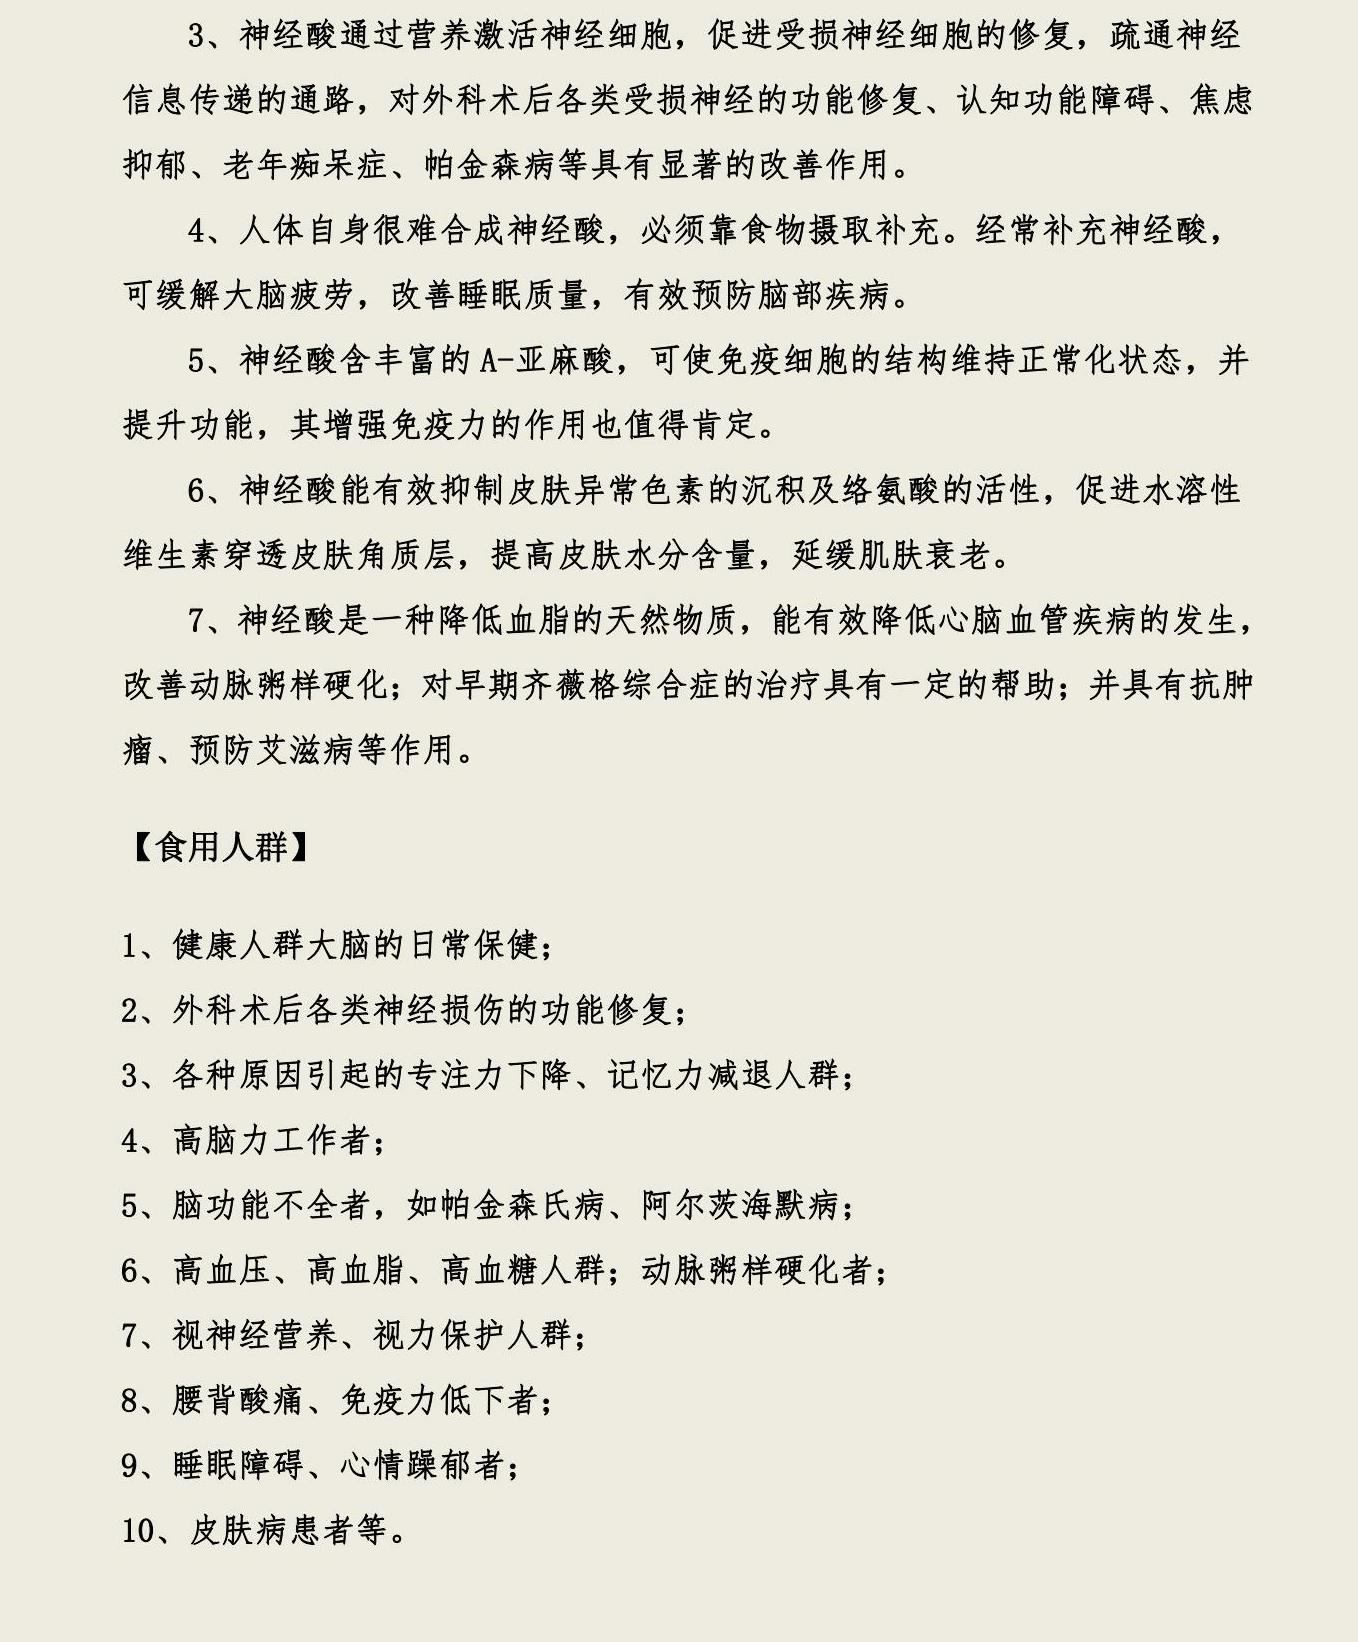 3、神经酸通过营养激活神经细胞，促进受损神经细胞的修复，疏通神经
信息传递的通路，对外科术后各类受损神经的功能修复、认知功能障碍、焦虑
抑郁、老年痴呆症、帕金森病等具有显著的改善作用。
4、人体自身很难合成神经酸，必须靠食物摄取补充。经常补充神经酸，
可缓解大脑疲劳，改善睡眠质量，有效预防脑部疾病。
5、神经酸含丰富的 A-亚麻酸，可使免疫细胞的结构维持正常化状态，并
提升功能，其增强免疫力的作用也值得肯定。
6、神经酸能有效抑制皮肤异常色素的沉积及络氨酸的活性，促进水溶性
维生素穿透皮肤角质层，提高皮肤水分含量，延缓肌肤衰老。
7、神经酸是一种降低血脂的天然物质，能有效降低心脑血管疾病的发生，
改善动脉粥样硬化；对早期齐薇格综合症的治疗具有一定的帮助；并具有抗肿
瘤、预防艾滋病等作用。
【食用人群】
1、健康人群大脑的日常保健；
2、外科术后各类神经损伤的功能修复；
3、各种原因引起的专注力下降、记忆力减退人群；
4、高脑力工作者；
5、脑功能不全者，如帕金森氏病、阿尔茨海默病；
6、高血压、高血脂、高血糖人群；动脉粥样硬化者；
7、视神经营养、视力保护人群；
8、腰背酸痛、免疫力低下者；
9、睡眠障碍、心情躁郁者；
10、皮肤病患者等。